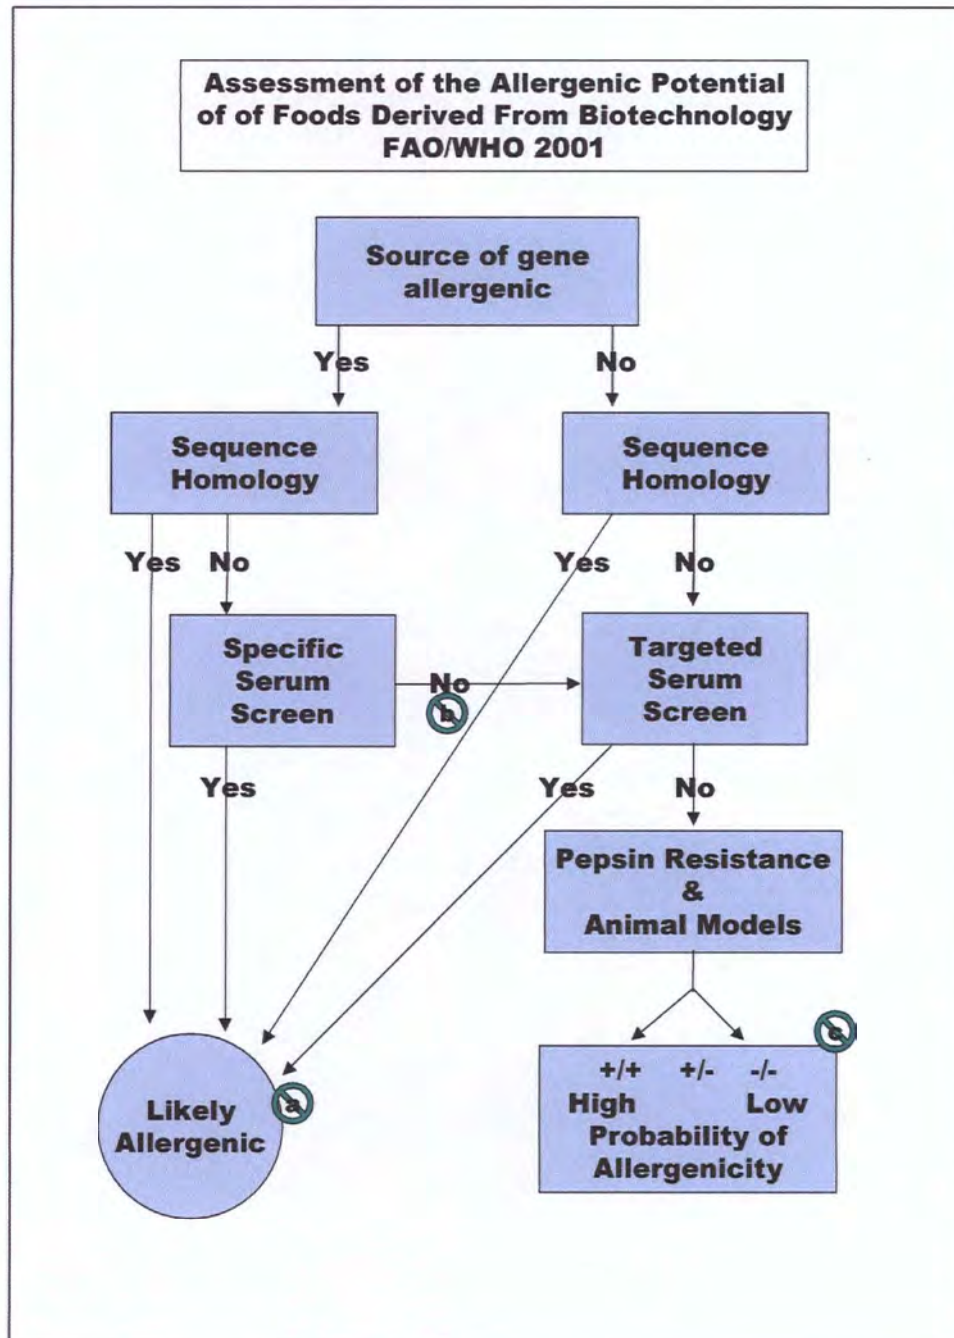 Assessment of the Allergenic Potential
of of Foods Derived From Biotechnology
FAO/WHO 2001
Source of gene
allergenic
Yes
No
Sequence
Homology
Sequence
Homology
Yes
No
Yes
No
Specific
Serum
Screen
No
b
Targeted
Serum
Screen
Yes
Yes
No
Pepsin Resistance
&
Animal Models
c
+/+ +/- -/-
High Low
Probability of
Allergenicity
a
Likely
Allergenic